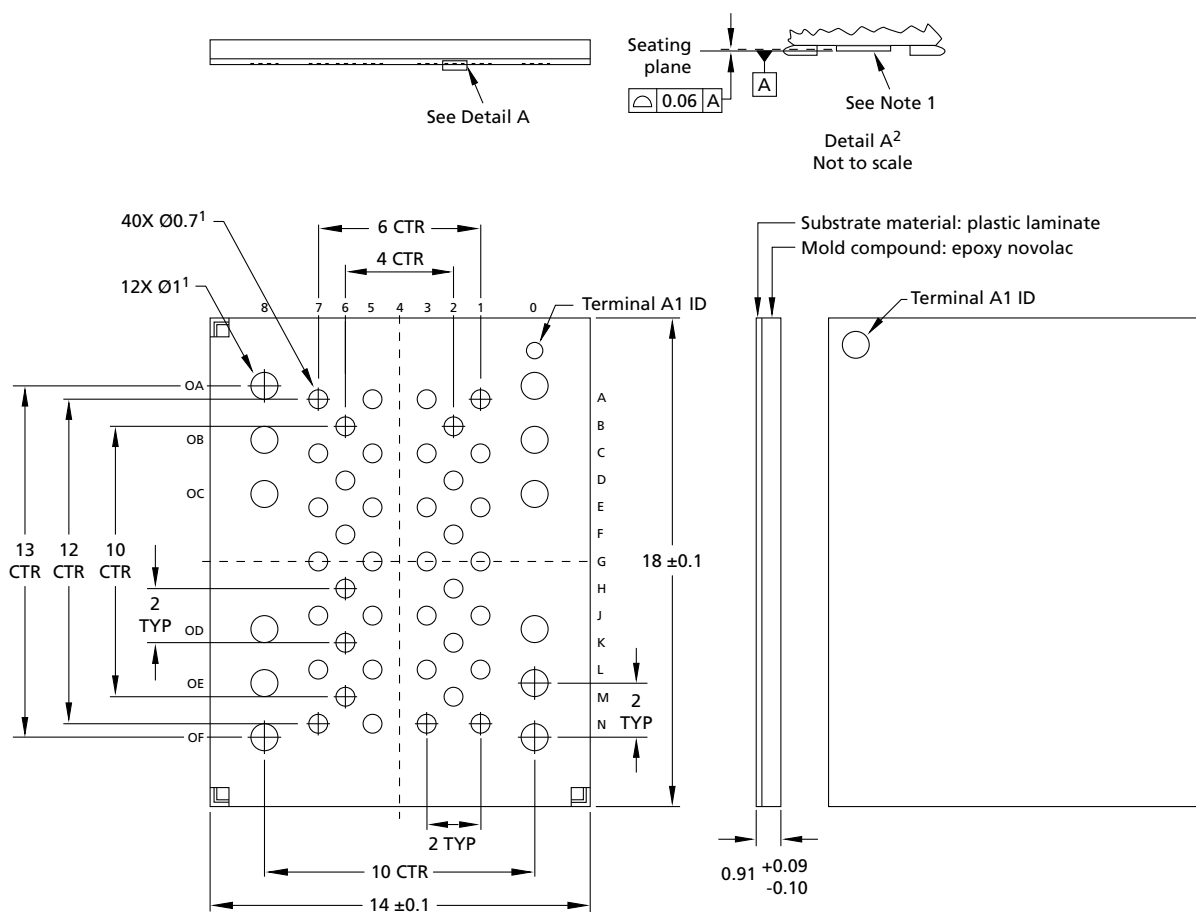 Seating
plane
0.06 A
A
See Note 1
Detail A²
Not to scale
See Detail A
40X Ø0.7¹
12X Ø1¹
6 CTR
4 CTR
Terminal A1 ID
8 7 6 5 4 3 2 1 0
Substrate material: plastic laminate
Mold compound: epoxy novolac
Terminal A1 ID
OA
OB
OC
OD
OE
OF
A
B
C
D
E
F
G
H
J
K
L
M
N
13
CTR
12
CTR
10
CTR
2
TYP
18 ±0.1
2
TYP
2 TYP
10 CTR
14 ±0.1
0.91 +0.09
-0.10